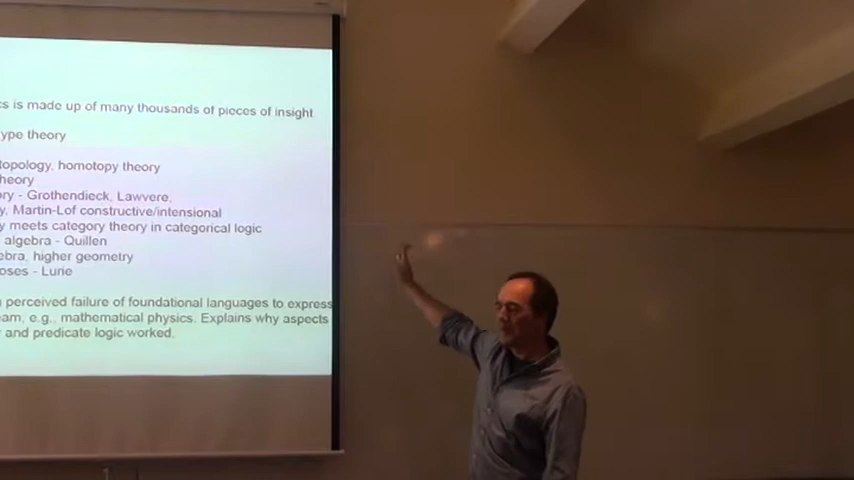 cs is made up of many thousands of pieces of insight
ype theory
topology, homotopy theory
heory
ory - Grothendieck, Lawvere,
y, Martin-Lof constructive/intensional
y meets category theory in categorical logic
algebra - Quillen
ebra, higher geometry
oses - Lurie
perceived failure of foundational languages to express
eam, e.g., mathematical physics. Explains why aspects
and predicate logic worked.